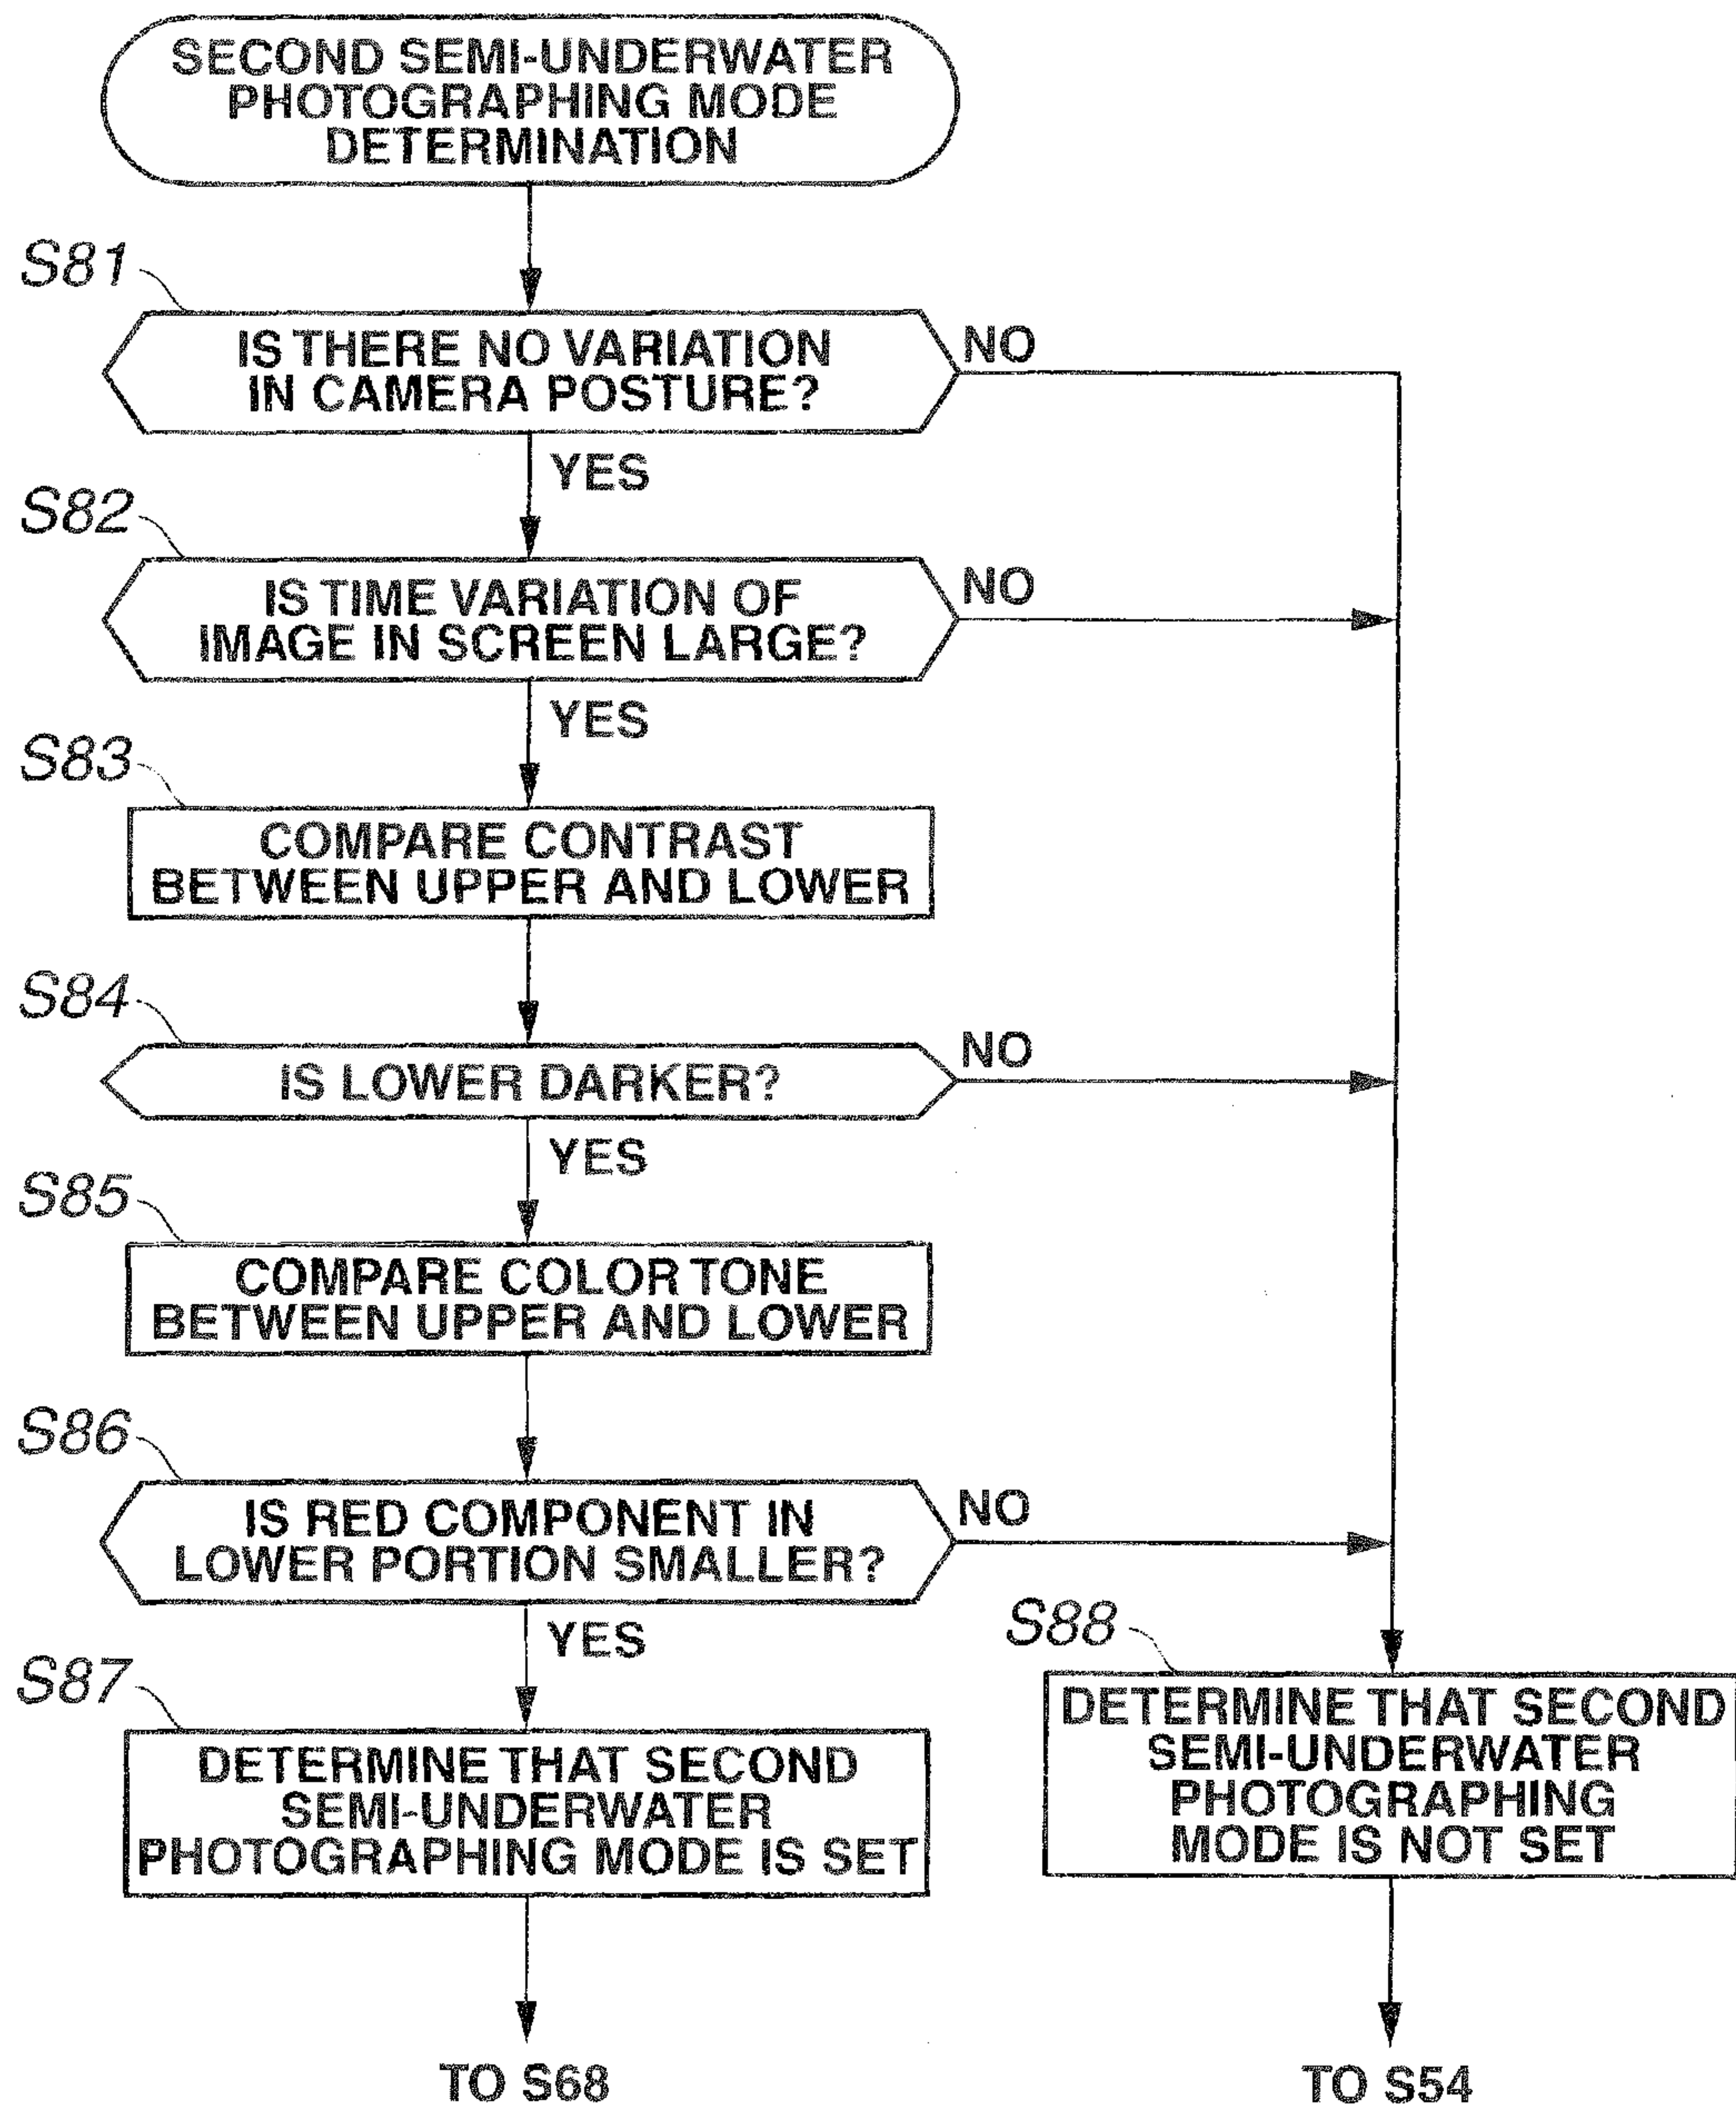 SECOND SEMI-UNDERWATER
PHOTOGRAPHING MODE
DETERMINATION
S81
IS THERE NO VARIATION
IN CAMERA POSTURE?
NO
YES
S82
IS TIME VARIATION OF
IMAGE IN SCREEN LARGE?
NO
YES
S83
COMPARE CONTRAST
BETWEEN UPPER AND LOWER
S84
IS LOWER DARKER?
NO
YES
S85
COMPARE COLOR TONE
BETWEEN UPPER AND LOWER
S86
IS RED COMPONENT IN
LOWER PORTION SMALLER?
NO
YES
S87
DETERMINE THAT SECOND
SEMI-UNDERWATER
PHOTOGRAPHING MODE IS SET
TO S68
S88
DETERMINE THAT SECOND
SEMI-UNDERWATER
PHOTOGRAPHING
MODE IS NOT SET
TO S54